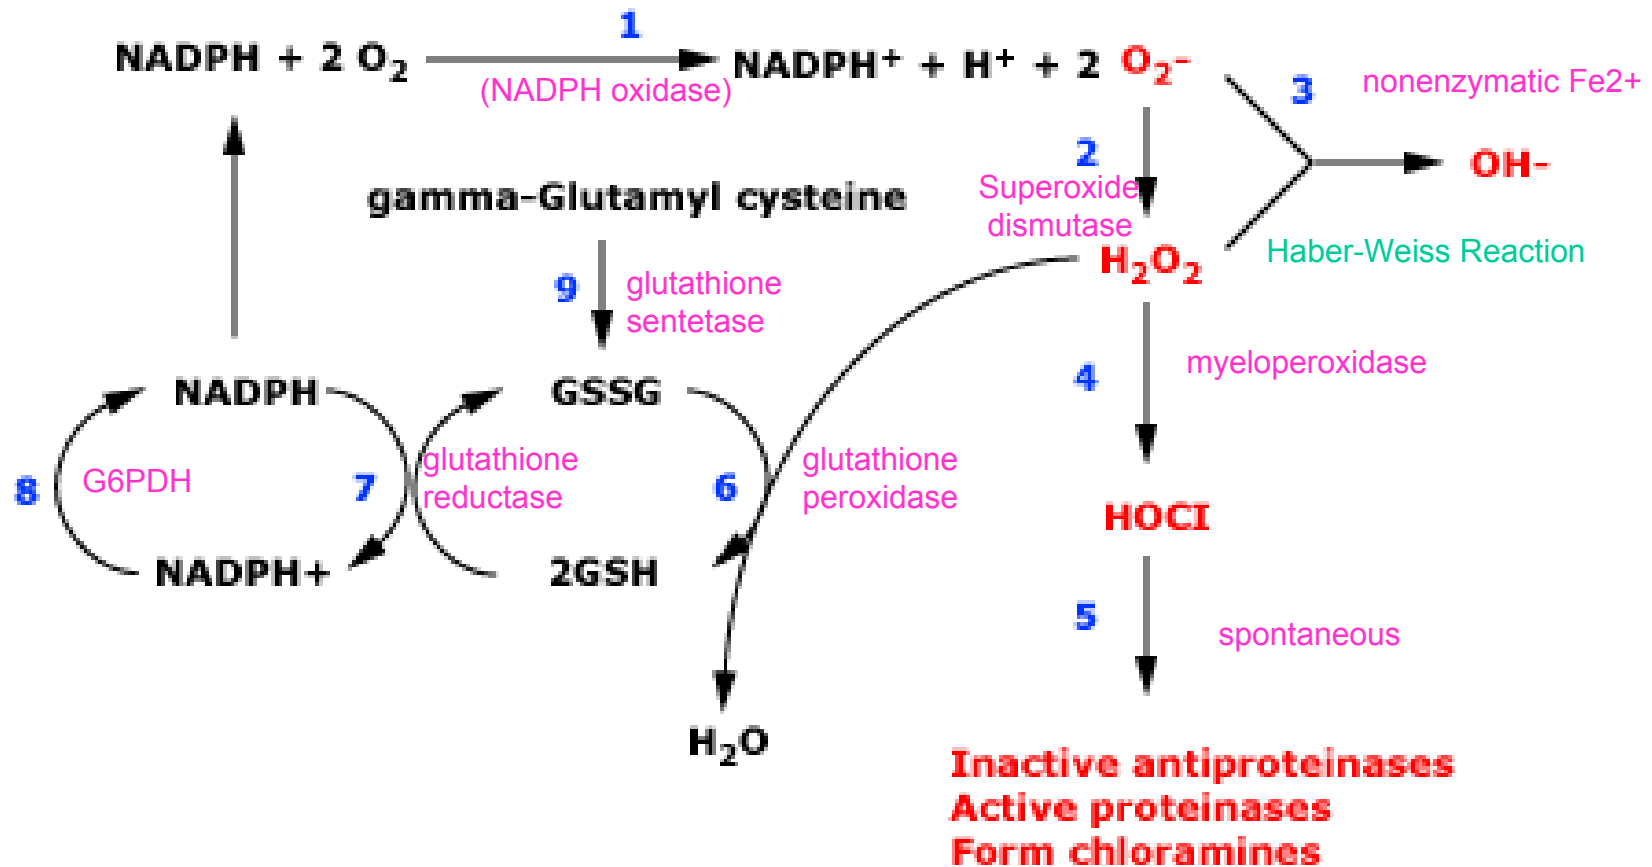 1
NADPH + 2 O₂
NADPH⁺ + H⁺ + 2 O₂⁻
(NADPH oxidase)
3
nonenzymatic Fe2+
2
OH-
gamma-Glutamyl cysteine
Superoxide
dismutase
H₂O₂
Haber-Weiss Reaction
9
glutathione
sentetase
4
myeloperoxidase
NADPH
GSSG
8
G6PDH
7
glutathione
reductase
6
glutathione
peroxidase
HOCI
NADPH+
2GSH
5
spontaneous
H₂O
Inactive antiproteinases
Active proteinases
Form chloramines